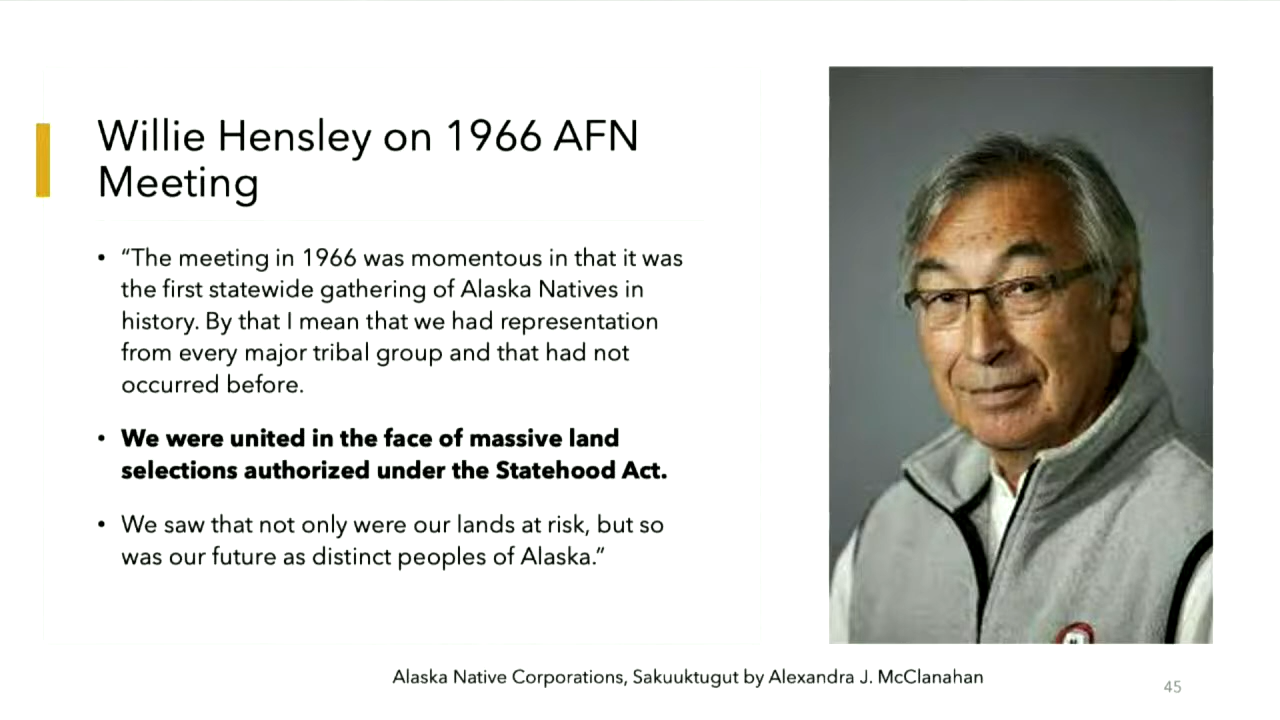 Willie Hensley on 1966 AFN
Meeting
• “The meeting in 1966 was momentous in that it was
the first statewide gathering of Alaska Natives in
history. By that I mean that we had representation
from every major tribal group and that had not
occurred before.
• We were united in the face of massive land
selections authorized under the Statehood Act.
• We saw that not only were our lands at risk, but so
was our future as distinct peoples of Alaska.”
Alaska Native Corporations, Sakuuktugut by Alexandra J. McClanahan
45